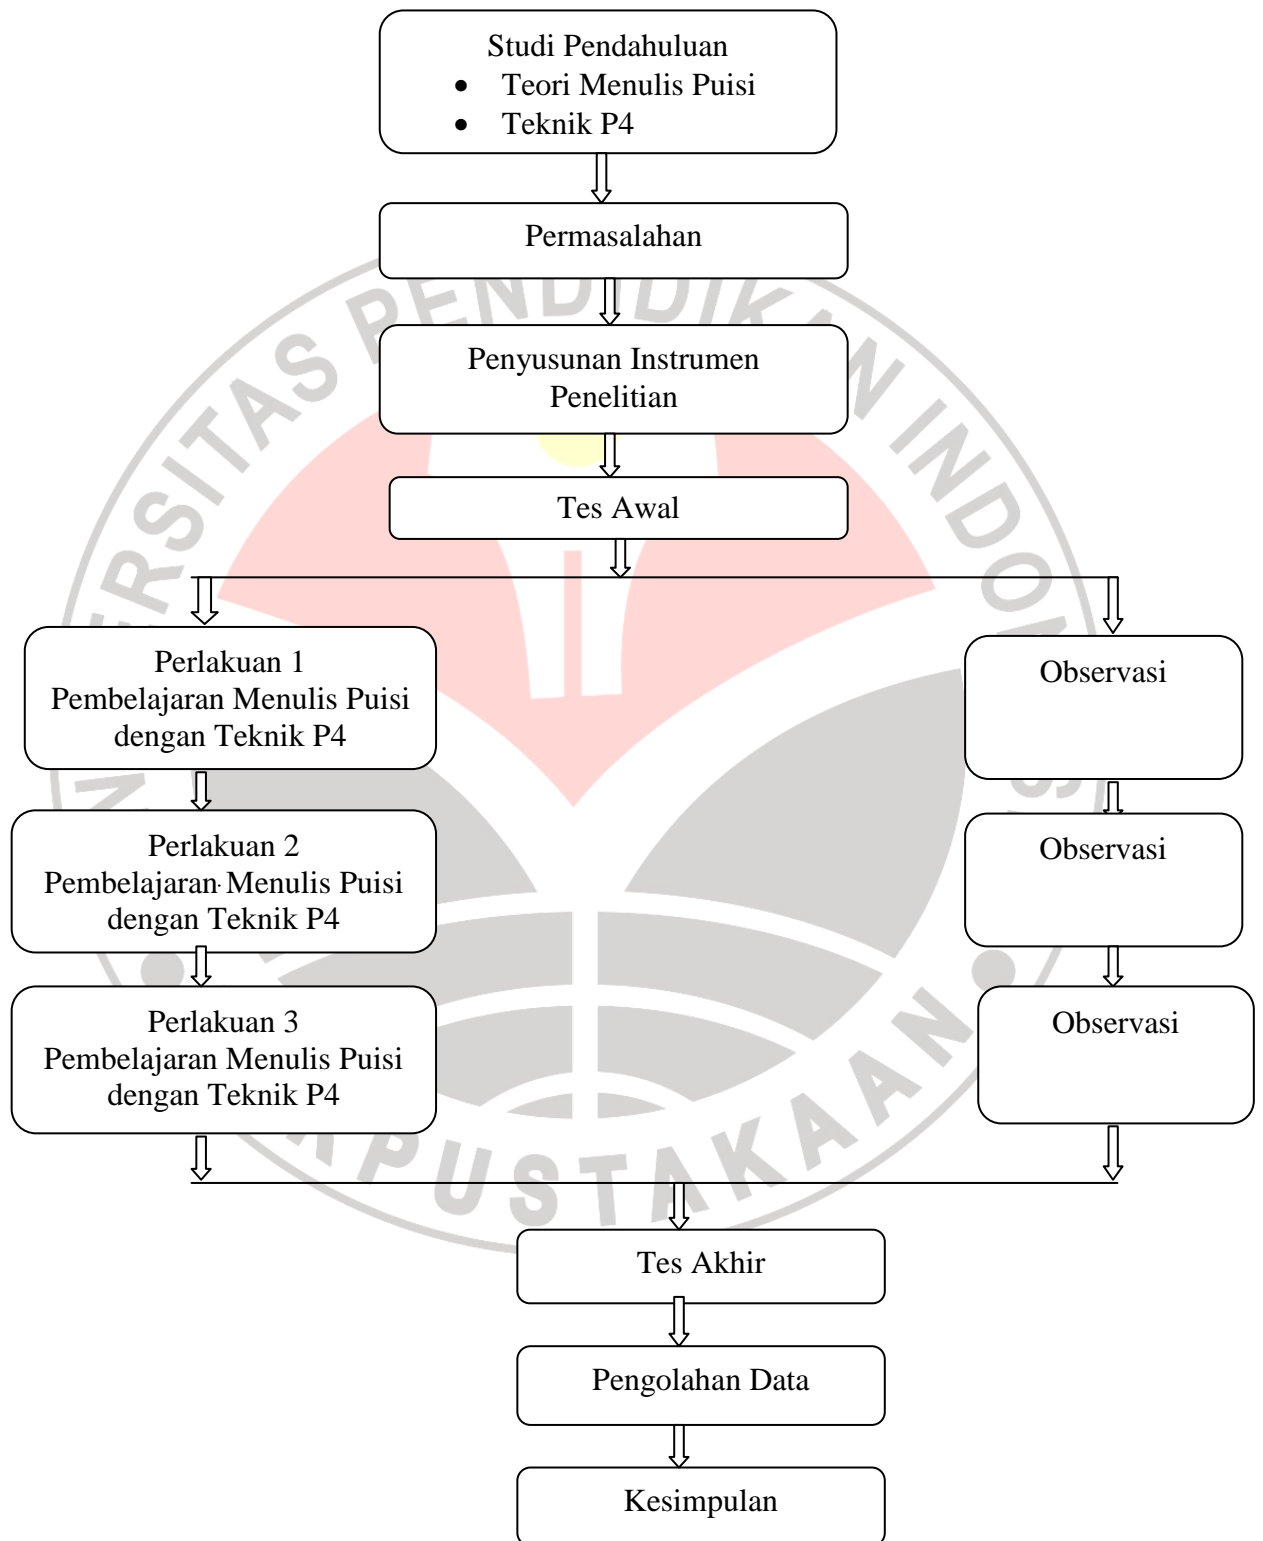 Studi Pendahuluan
• Teori Menulis Puisi
• Teknik P4
Permasalahan
Penyusunan Instrumen
Penelitian
Tes Awal
Perlakuan 1
Pembelajaran Menulis Puisi
dengan Teknik P4
Observasi
Perlakuan 2
Pembelajaran Menulis Puisi
dengan Teknik P4
Observasi
Perlakuan 3
Pembelajaran Menulis Puisi
dengan Teknik P4
Observasi
Tes Akhir
Pengolahan Data
Kesimpulan
PENDIDIKAN